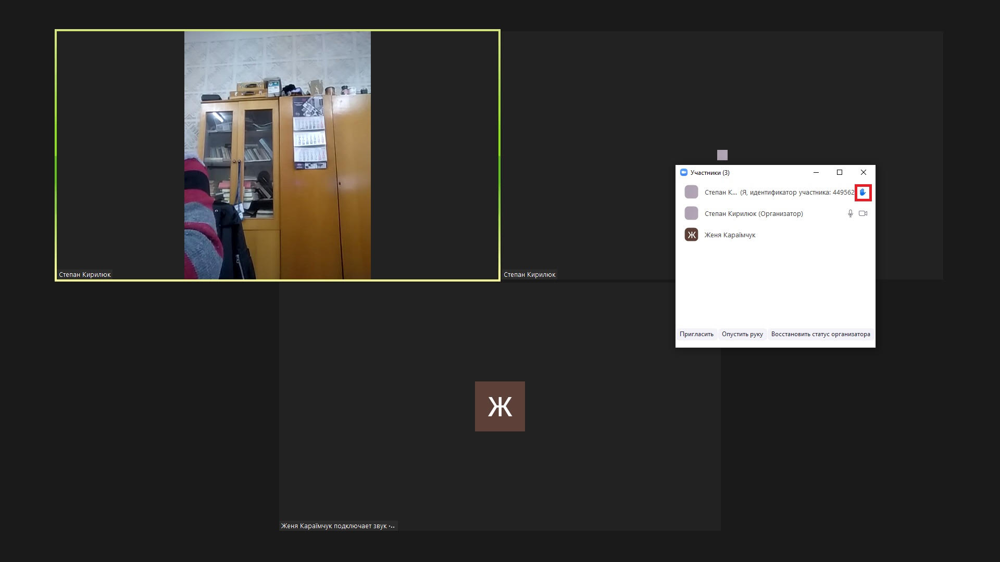 Степан Кирилюк
Степан Кирилюк
Участники (3)
Степан К... (Я, идентификатор участника: 449562
Степан Кирилюк (Организатор)
Ж
Женя Караїмчук
Пригласить
Опустить руку
Восстановить статус организатора
Ж
Женя Караїмчук подключает звук